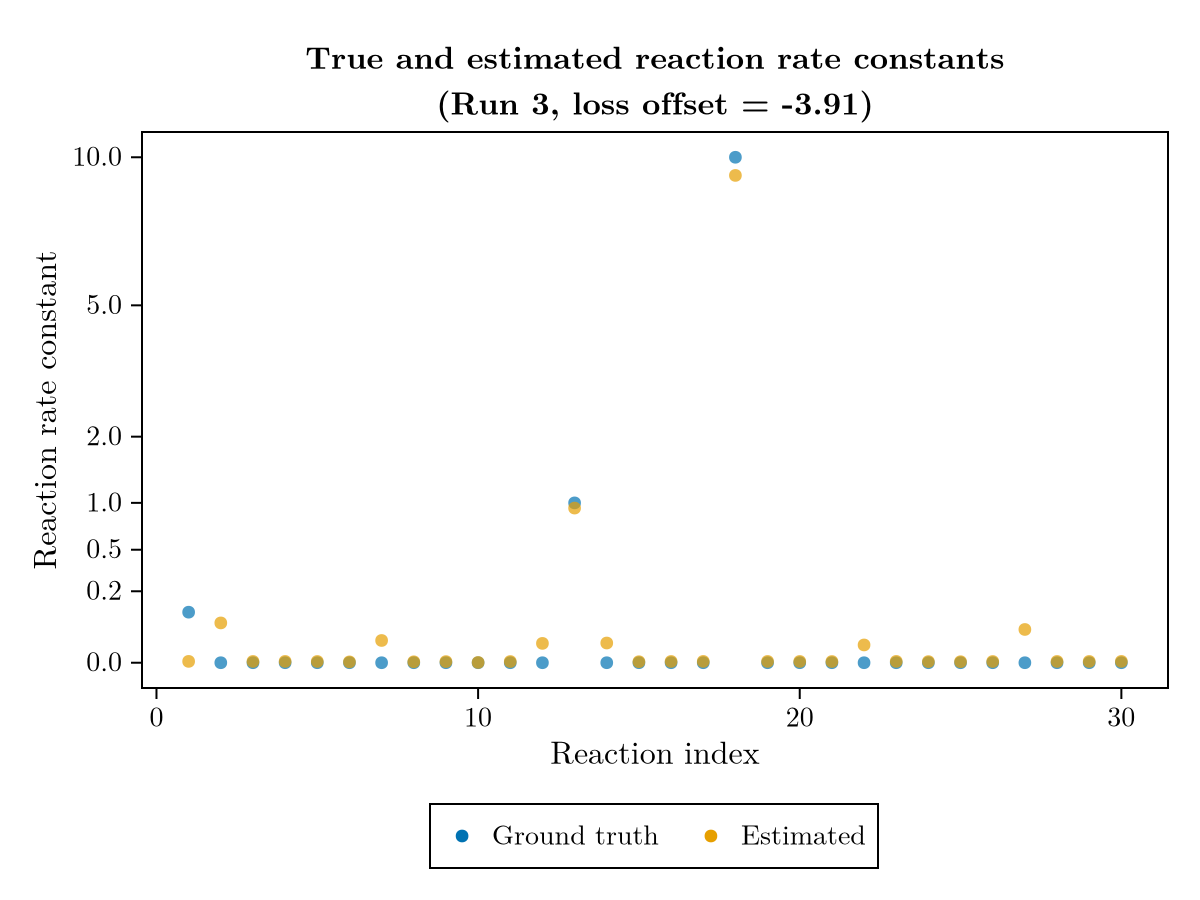 True and estimated reaction rate constants
(Run 3, loss offset = -3.91)
Reaction rate constant
10.0
5.0
2.0
1.0
0.5
0.2
0.0
0 10 20 30
Reaction index
Ground truth Estimated